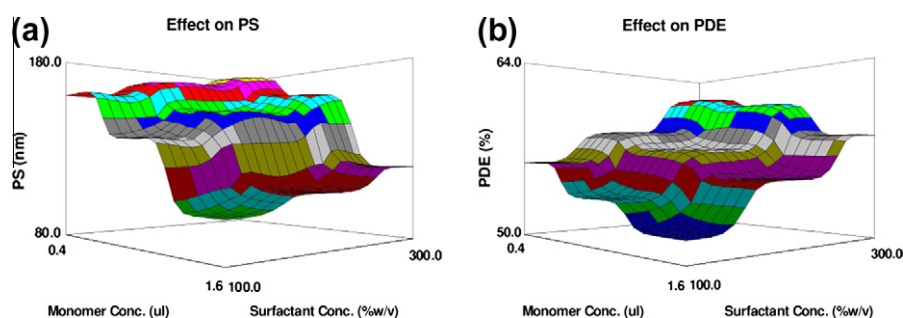 (a)
Effect on PS
180.0
PS (nm)
80.0
0.4
1.6
100.0
300.0
Monomer Conc. (ul)
Surfactant Conc. (%w/v)
(b)
Effect on PDE
64.0
PDE (%)
50.0
0.4
1.6
100.0
300.0
Monomer Conc. (ul)
Surfactant Conc. (%w/v)